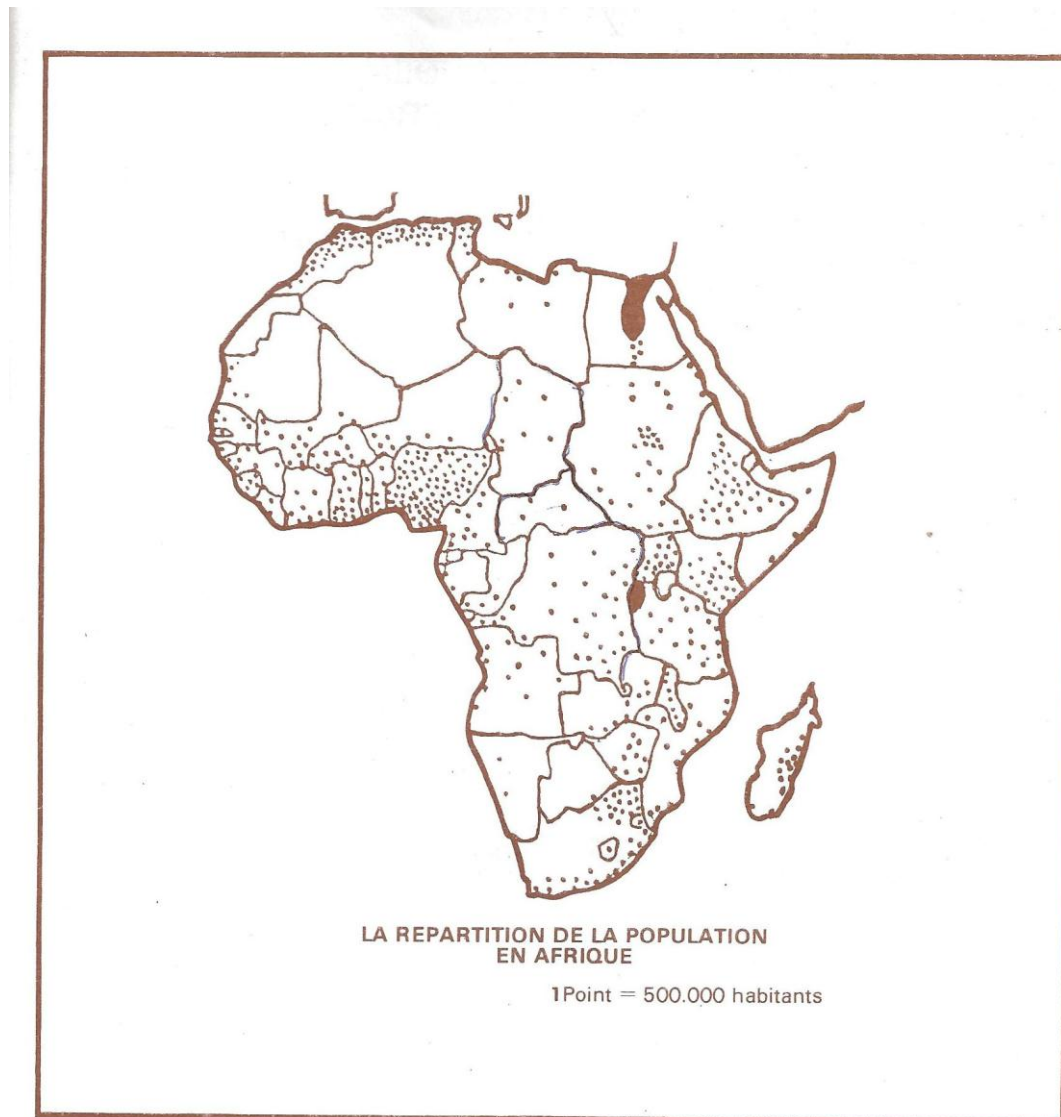 LA REPARTITION DE LA POPULATION
EN AFRIQUE
1Point = 500.000 habitants